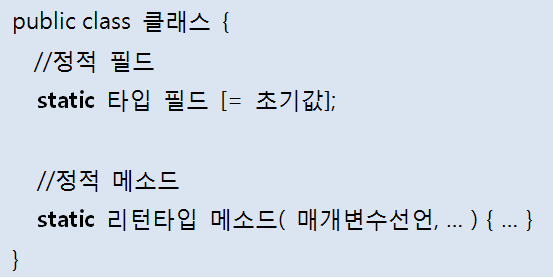 public class 클래스 {
//정적 필드
static 타입 필드 [= 초기값];
//정적 메소드
static 리턴타입 메소드( 매개변수선언, ... ) { ... }
}